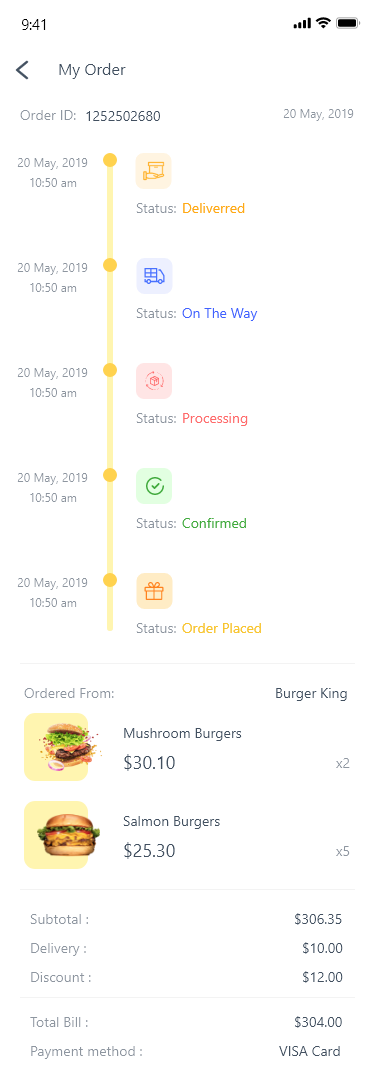 9:41
My Order
Order ID: 1252502680
20 May, 2019
20 May, 2019
10:50 am
Status: Deliverred
20 May, 2019
10:50 am
Status: On The Way
20 May, 2019
10:50 am
Status: Processing
20 May, 2019
10:50 am
Status: Confirmed
20 May, 2019
10:50 am
Status: Order Placed
Ordered From: Burger King
Mushroom Burgers
$30.10 x2
Salmon Burgers
$25.30 x5
Subtotal : $306.35
Delivery : $10.00
Discount : $12.00
Total Bill : $304.00
Payment method : VISA Card